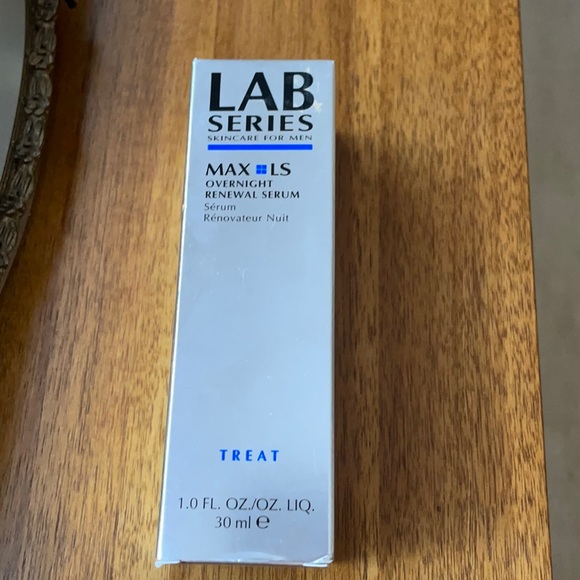 LAB
SERIES
SKINCARE FOR MEN
MAX LS
OVERNIGHT
RENEWAL SERUM
Sérum
Rénovateur Nuit
TREAT
1.0 FL. OZ./OZ. LIQ.
30 ml ℮